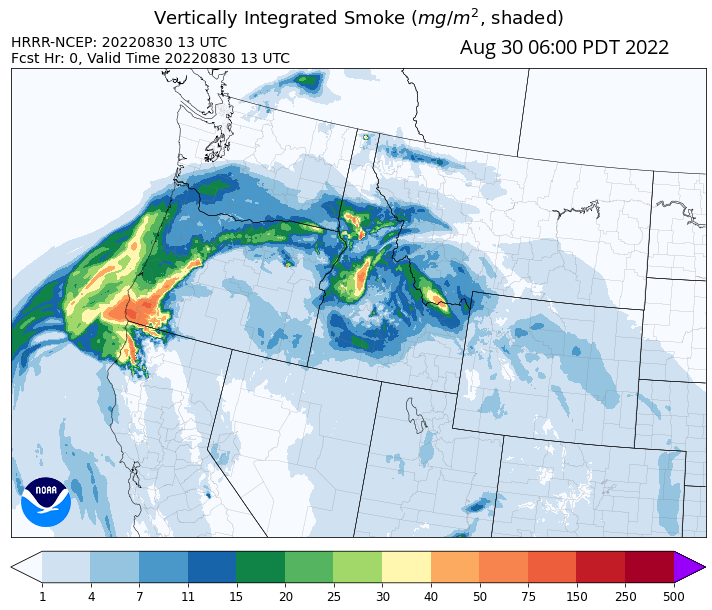 Vertically Integrated Smoke (mg/m², shaded)
HRRR-NCEP: 20220830 13 UTC
Aug 30 06:00 PDT 2022
Fcst Hr: 0, Valid Time 20220830 13 UTC
NOAA
1 4 7 11 15 20 25 30 40 50 75 150 250 500